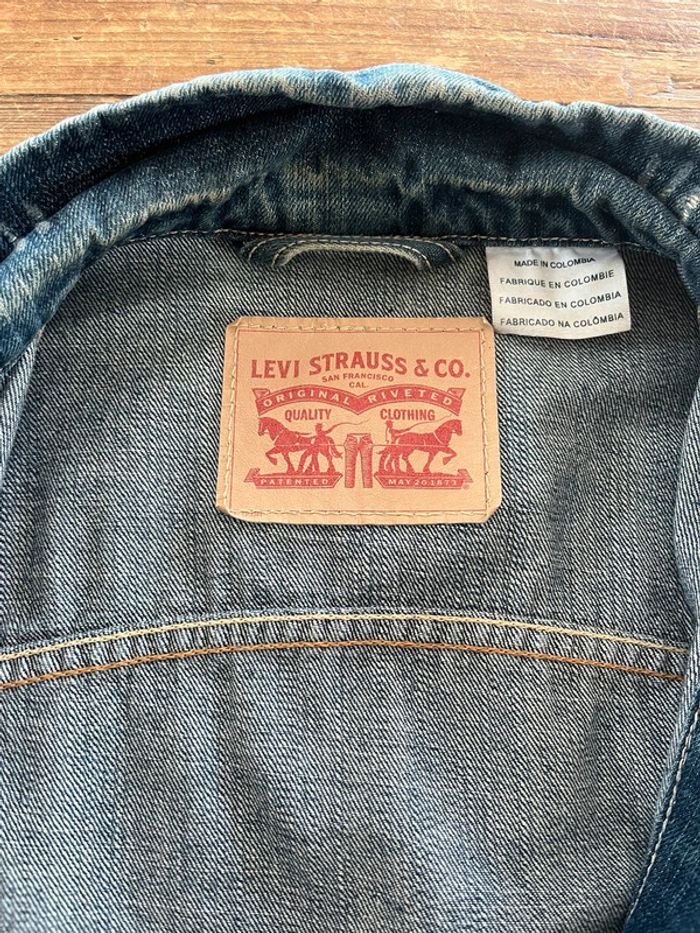 MADE IN COLOMBIA
FABRIQUE EN COLOMBIE
FABRICADO EN COLOMBIA
FABRICADO NA COLÔMBIA
LEVI STRAUSS & CO.
SAN FRANCISCO
CAL.
ORIGINAL RIVETED
QUALITY CLOTHING
PATENTED MAY 20 1873